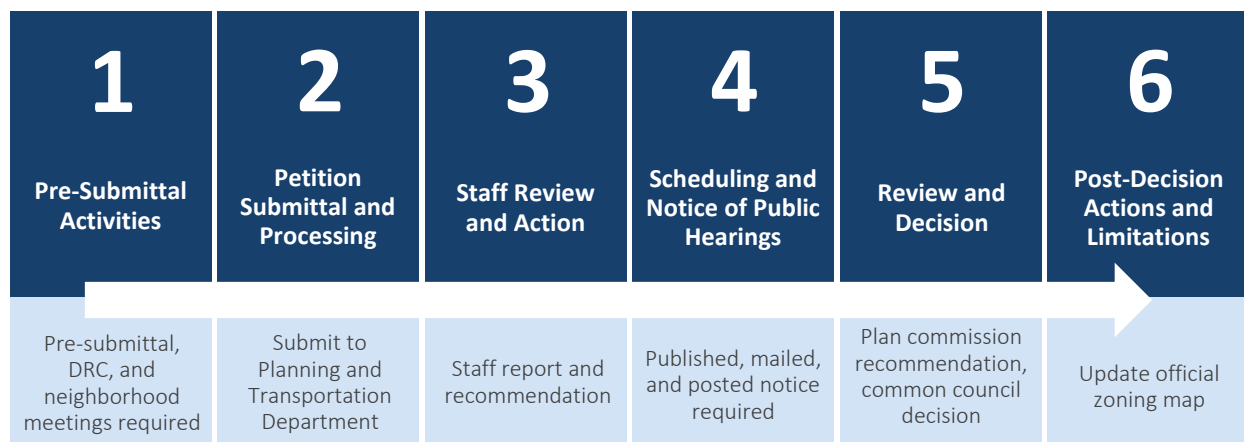 1
Pre-Submittal
Activities
Pre-submittal,
DRC, and
neighborhood
meetings required
2
Petition
Submittal and
Processing
Submit to
Planning and
Transportation
Department
3
Staff Review
and Action
Staff report and
recommendation
4
Scheduling and
Notice of Public
Hearings
Published, mailed,
and posted notice
required
5
Review and
Decision
Plan commission
recommendation,
common council
decision
6
Post-Decision
Actions and
Limitations
Update official
zoning map